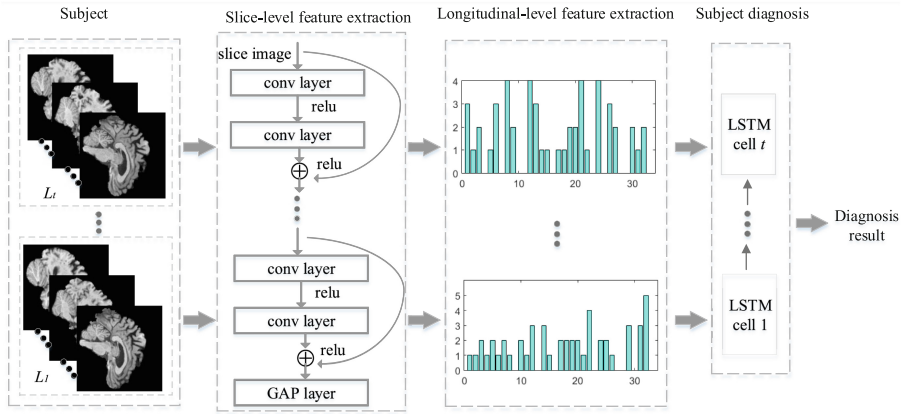 Subject
Slice-level feature extraction
Longitudinal-level feature extraction
Subject diagnosis
Lt
L1
slice image
conv layer
relu
conv layer
relu
conv layer
relu
conv layer
relu
GAP layer
4
3
2
1
0
0 10 20 30
5
4
3
2
1
0
0 10 20 30
LSTM
cell t
LSTM
cell 1
Diagnosis
result